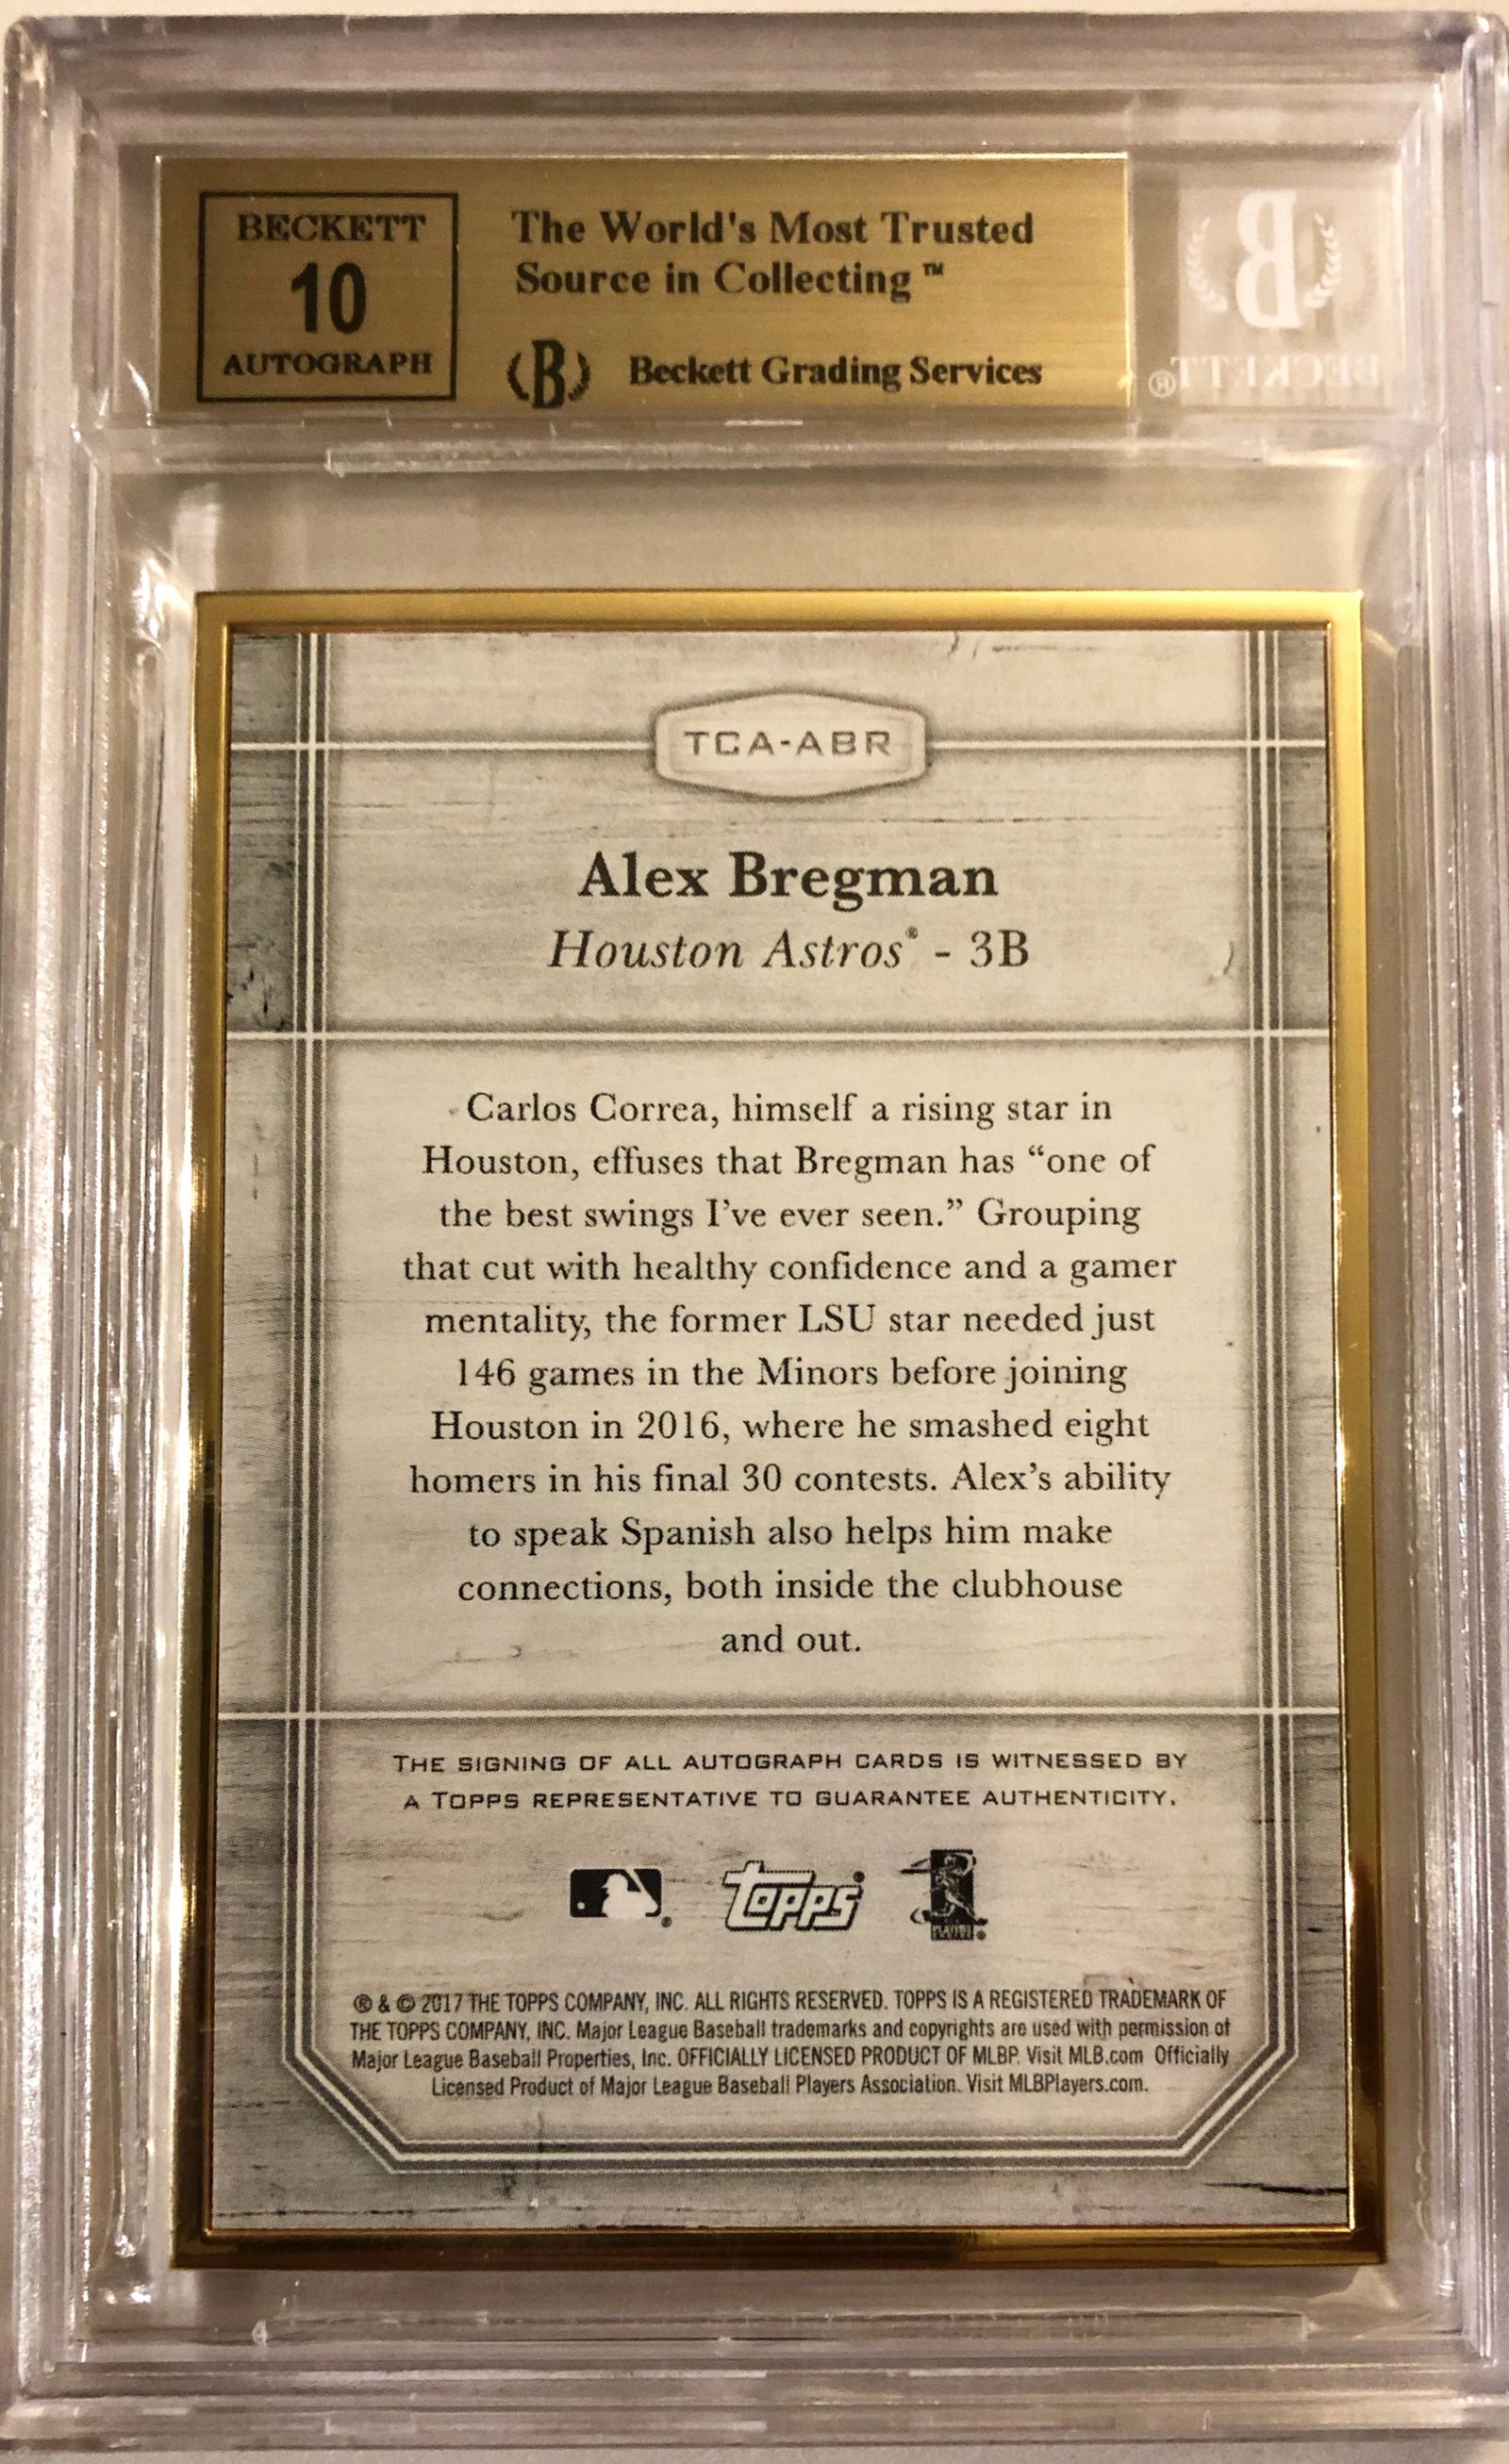 BECKETT
10
AUTOGRAPH
The World's Most Trusted
Source in Collecting™
B
Beckett Grading Services
B
BECKETT®
TCA-ABR
Alex Bregman
Houston Astros® - 3B
Carlos Correa, himself a rising star in
Houston, effuses that Bregman has “one of
the best swings I’ve ever seen.” Grouping
that cut with healthy confidence and a gamer
mentality, the former LSU star needed just
146 games in the Minors before joining
Houston in 2016, where he smashed eight
homers in his final 30 contests. Alex’s ability
to speak Spanish also helps him make
connections, both inside the clubhouse
and out.
THE SIGNING OF ALL AUTOGRAPH CARDS IS WITNESSED BY
A TOPPS REPRESENTATIVE TO GUARANTEE AUTHENTICITY.
topps®
® & © 2017 THE TOPPS COMPANY, INC. ALL RIGHTS RESERVED. TOPPS IS A REGISTERED TRADEMARK OF
THE TOPPS COMPANY, INC. Major League Baseball trademarks and copyrights are used with permission of
Major League Baseball Properties, Inc. OFFICIALLY LICENSED PRODUCT OF MLBP. Visit MLB.com Officially
Licensed Product of Major League Baseball Players Association. Visit MLBPlayers.com.